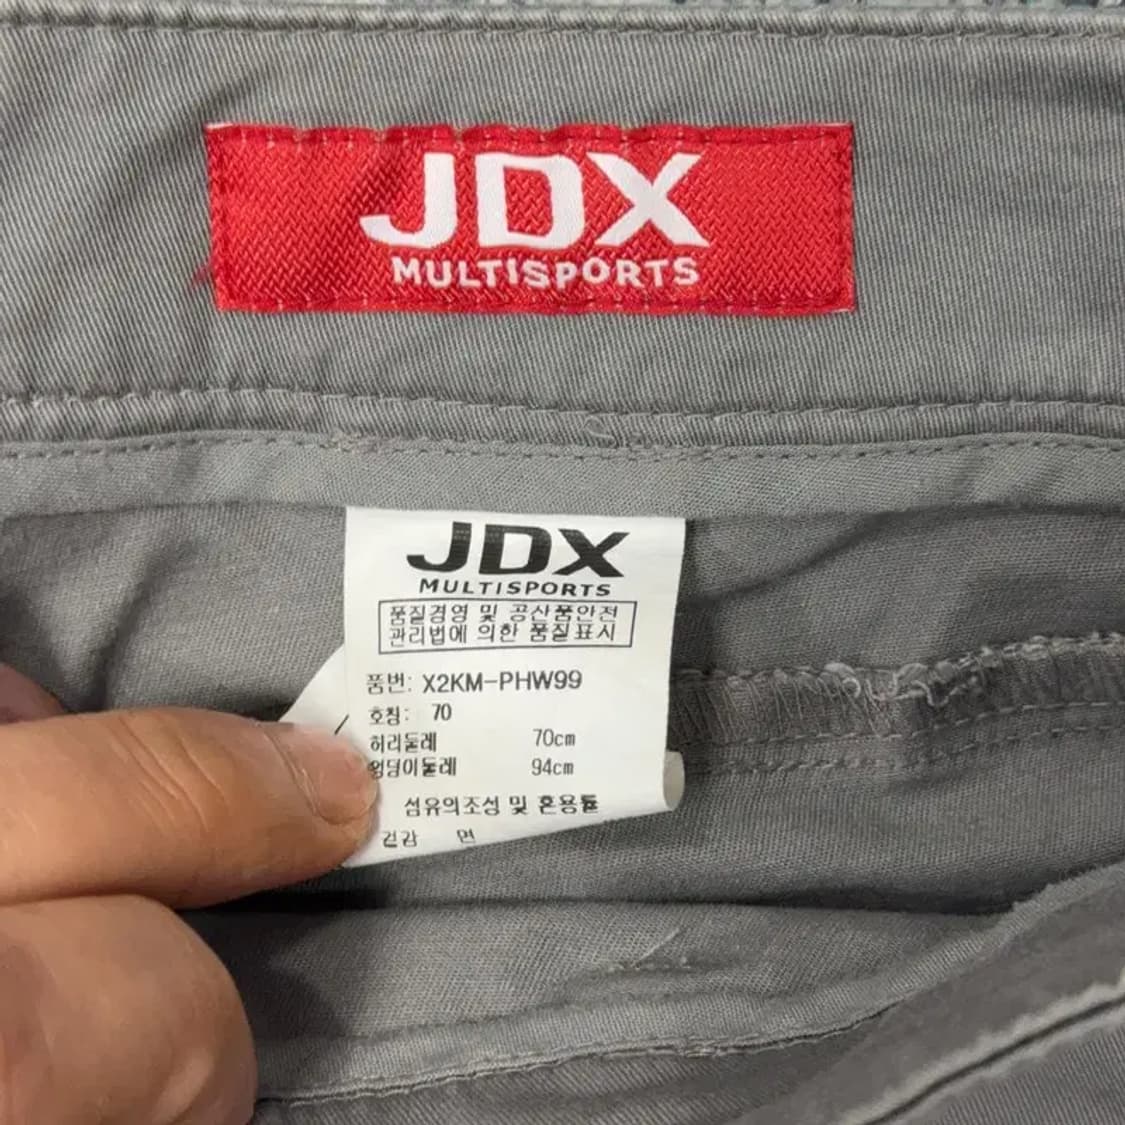 JDX
MULTISPORTS
JDX
MULTISPORTS
품질경영 및 공산품안전
관리법에 의한 품질표시
품번: X2KM-PHW99
호칭: 70
허리둘레 70cm
엉덩이둘레 94cm
섬유의조성 및 혼용률
겉감 면